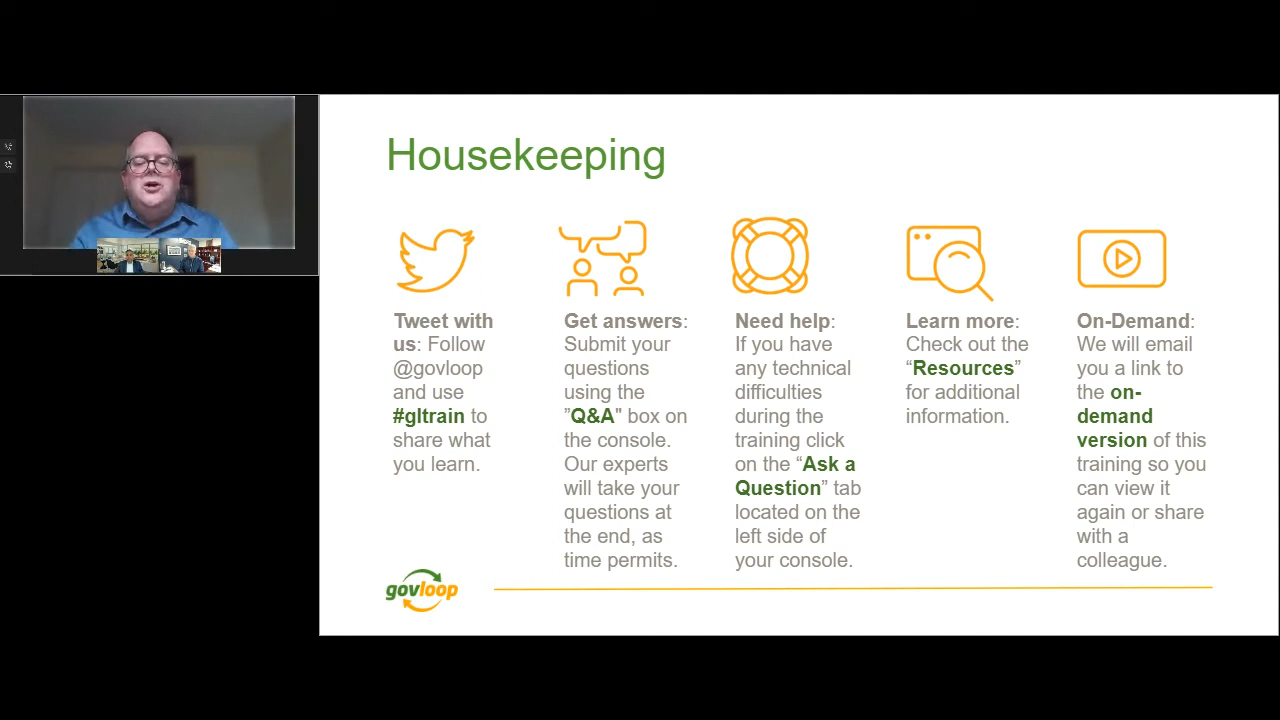 Housekeeping
Tweet with
us: Follow
@govloop
and use
#gltrain to
share what
you learn.
Get answers:
Submit your
questions
using the
”Q&A" box on
the console.
Our experts
will take your
questions at
the end, as
time permits.
Need help:
If you have
any technical
difficulties
during the
training click
on the “Ask a
Question” tab
located on the
left side of
your console.
Learn more:
Check out the
“Resources”
for additional
information.
On-Demand:
We will email
you a link to
the on-
demand
version of this
training so you
can view it
again or share
with a
colleague.
govloop